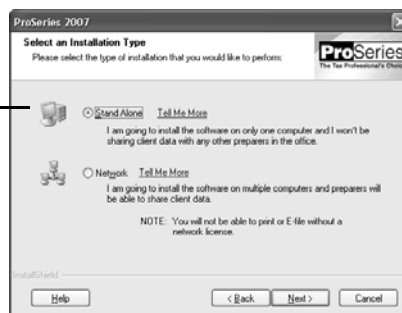 ProSeries 2007
Select an Installation Type
Please select the type of installation that you would like to perform:
ProSeries
The Tax Professional's Choice
Stand Alone Tell Me More
I am going to install the software on only one computer and I won't be
sharing client data with any other preparers in the office.
Network Tell Me More
I am going to install the software on multiple computers and preparers will
be able to share client data.
NOTE: You will not be able to print or E-file without a
network license.
InstallShield
Help
< Back
Next >
Cancel